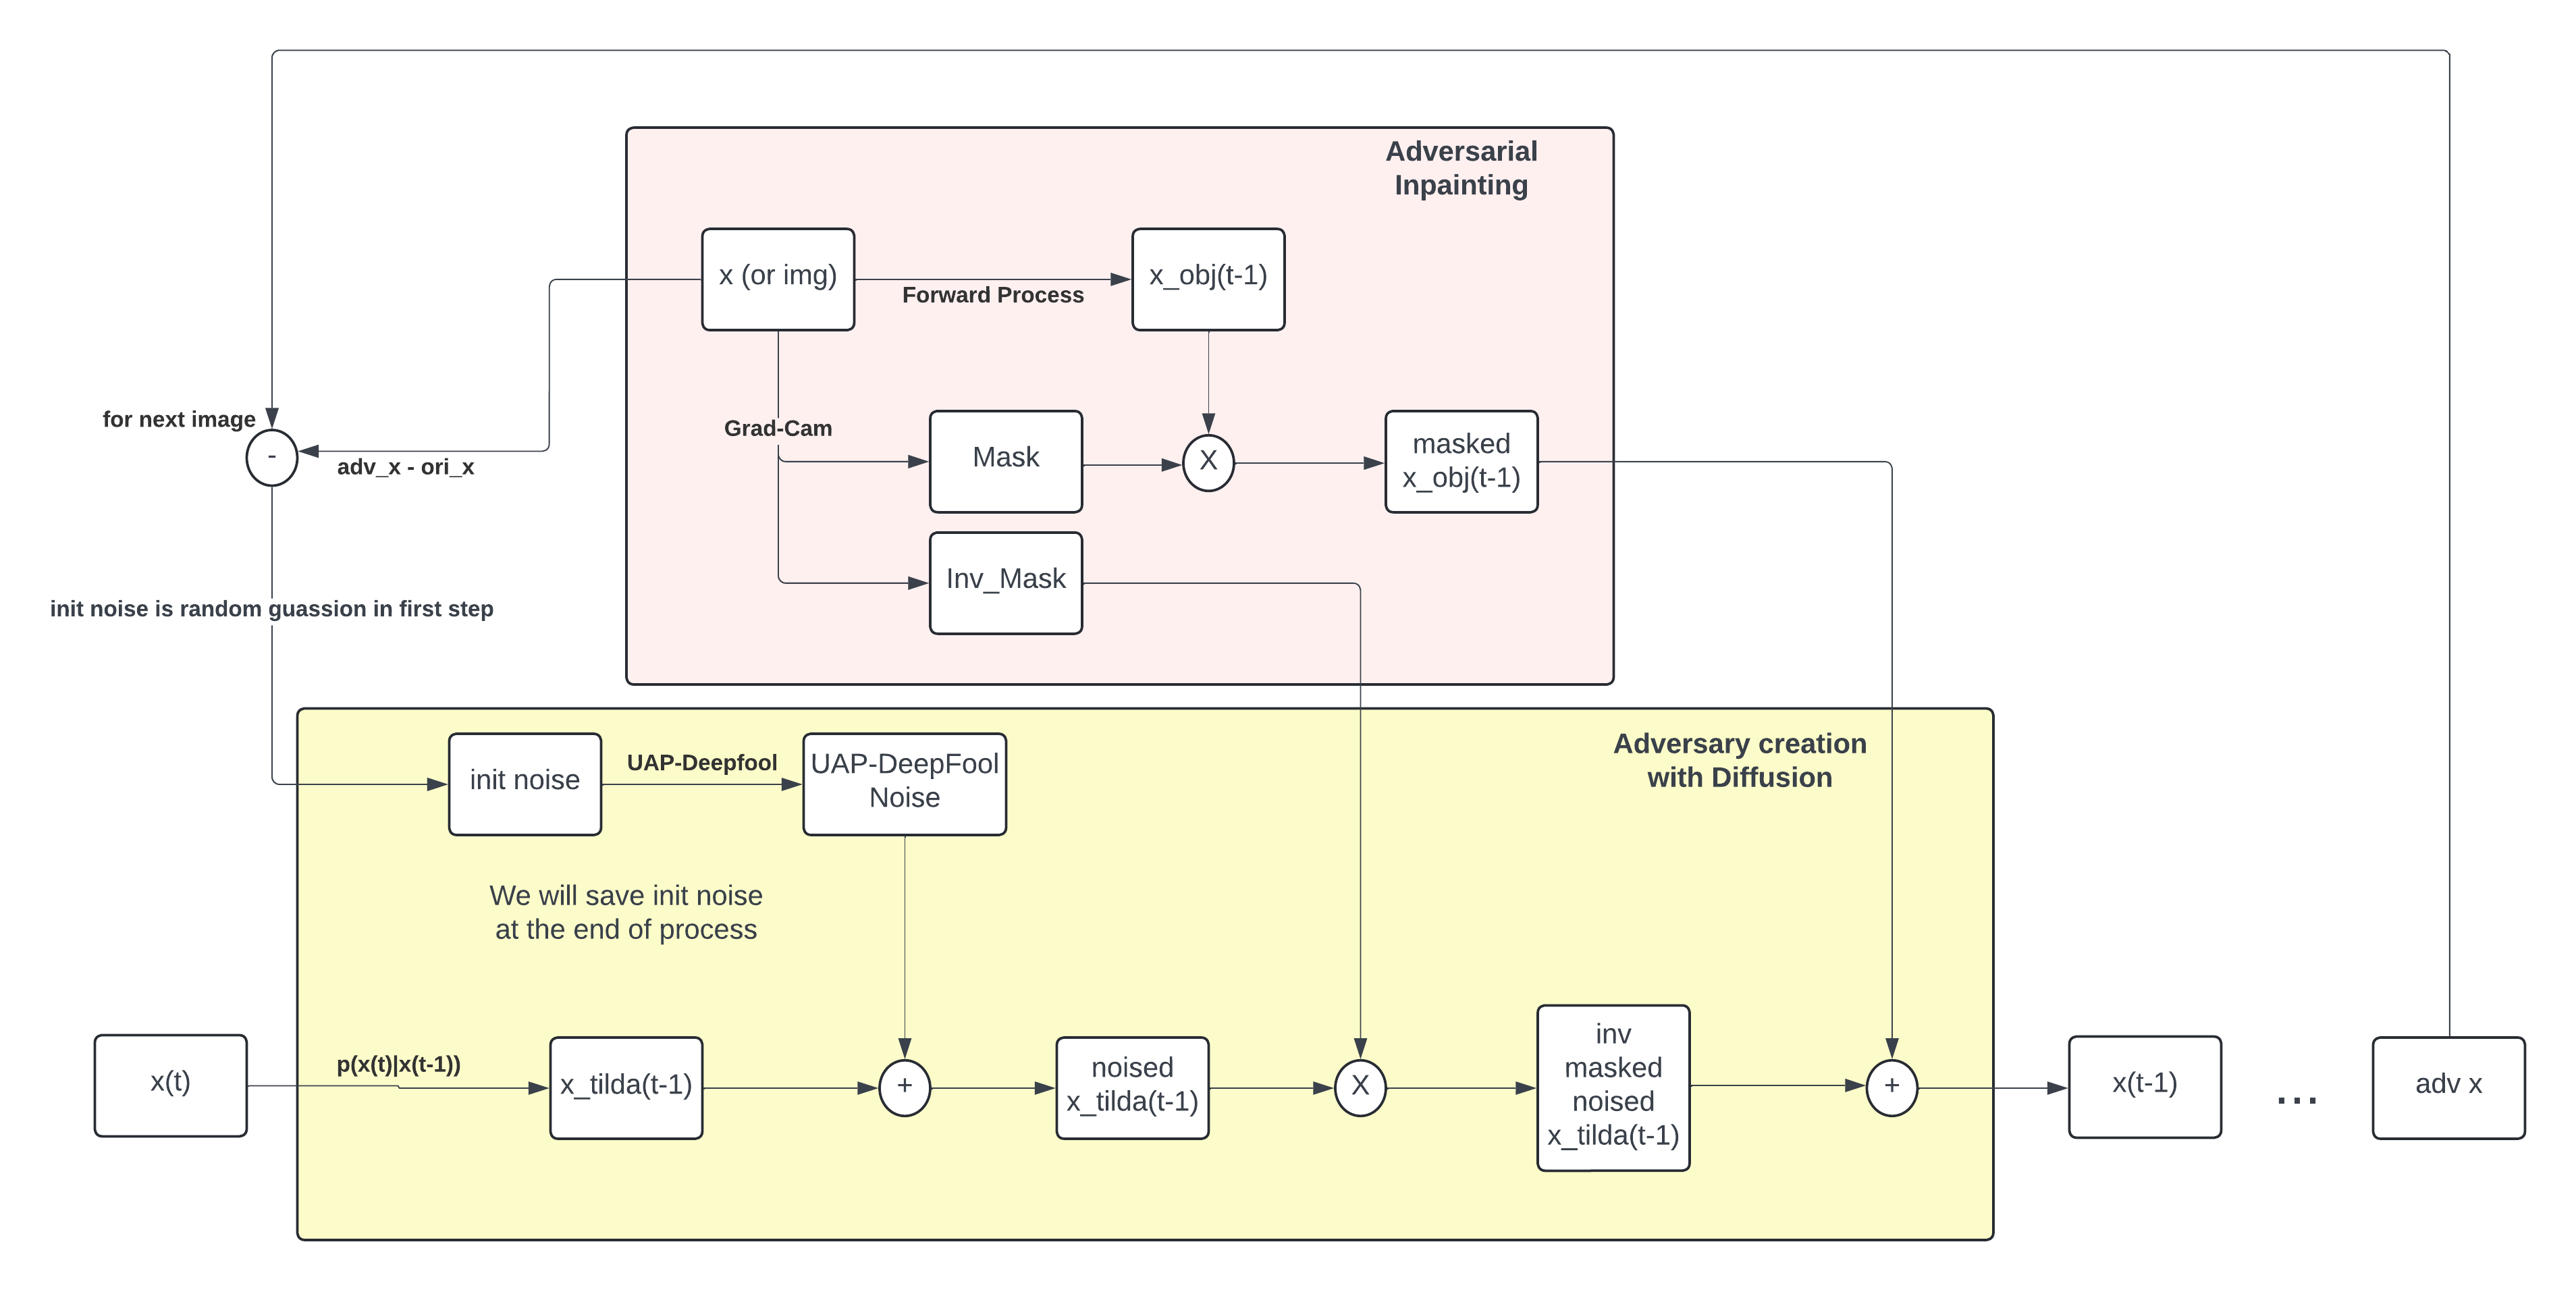 Adversarial
Inpainting
x (or img)
Forward Process
x_obj(t-1)
for next image
-
adv_x - ori_x
Grad-Cam
Mask
X
masked
x_obj(t-1)
Inv_Mask
init noise is random guassion in first step
Adversary creation
with Diffusion
init noise
UAP-Deepfool
UAP-DeepFool
Noise
We will save init noise
at the end of process
x(t)
p(x(t)|x(t-1))
x_tilda(t-1)
+
noised
x_tilda(t-1)
X
inv
masked
noised
x_tilda(t-1)
+
x(t-1)
...
adv x